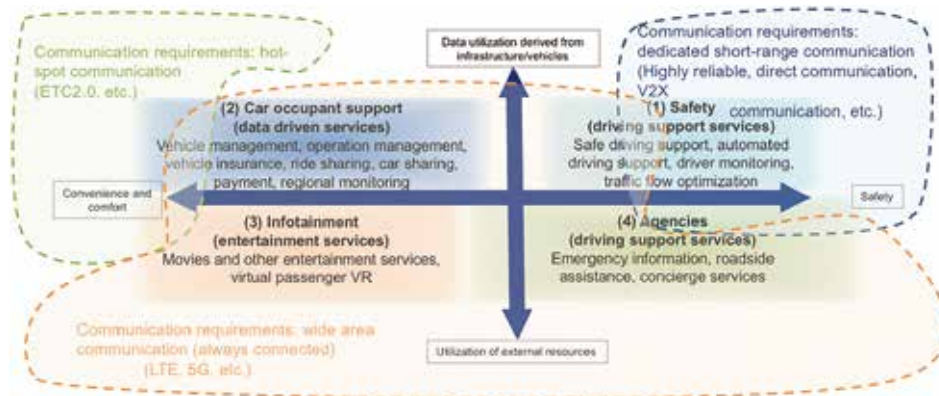 Communication requirements: hot-
spot communication
(ETC2.0, etc.)
Data utilization derived from
infrastructure/vehicles
Communication requirements:
dedicated short-range communication
(Highly reliable, direct communication,
V2X
communication, etc.)
(2) Car occupant support
(data driven services)
Vehicle management, operation management,
vehicle insurance, ride sharing, car sharing,
payment, regional monitoring
(1) Safety
(driving support services)
Safe driving support, automated
driving support, driver monitoring,
traffic flow optimization
Convenience and
comfort
Safety
(3) Infotainment
(entertainment services)
Movies and other entertainment services,
virtual passenger VR
(4) Agencies
(driving support services)
Emergency information, roadside
assistance, concierge services
Communication requirements: wide area
communication (always connected)
(LTE, 5G, etc.)
Utilization of external resources